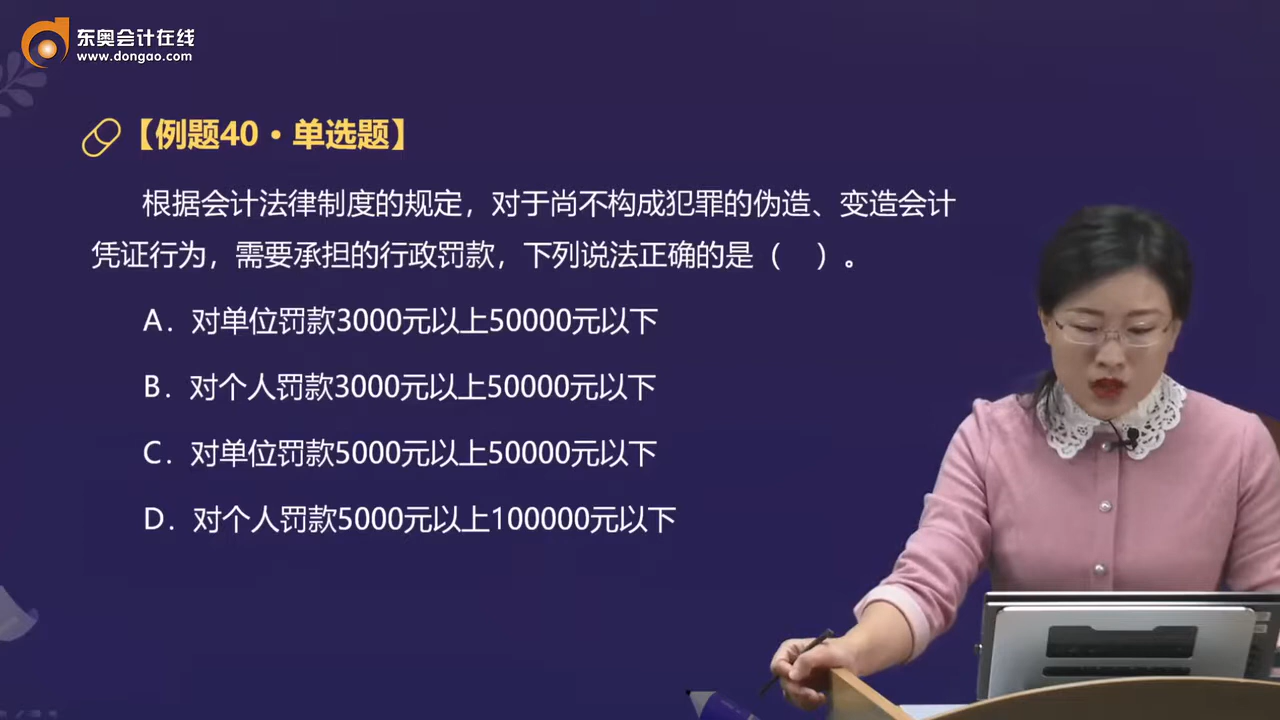 东奥会计在线
www.dongao.com
【例题40·单选题】
根据会计法律制度的规定，对于尚不构成犯罪的伪造、变造会计
凭证行为，需要承担的行政罚款，下列说法正确的是（　）。
A．对单位罚款3000元以上50000元以下
B．对个人罚款3000元以上50000元以下
C．对单位罚款5000元以上50000元以下
D．对个人罚款5000元以上100000元以下